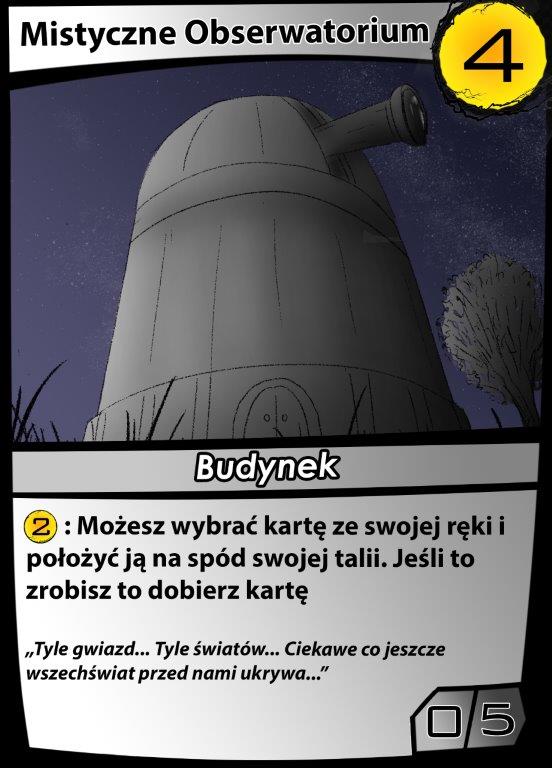 Mistyczne Obserwatorium
4
Budynek
2 : Możesz wybrać kartę ze swojej ręki i
położyć ją na spód swojej talii. Jeśli to
zrobisz to dobierz kartę
„Tyle gwiazd... Tyle światów... Ciekawe co jeszcze
wszechświat przed nami ukrywa...”
0/5